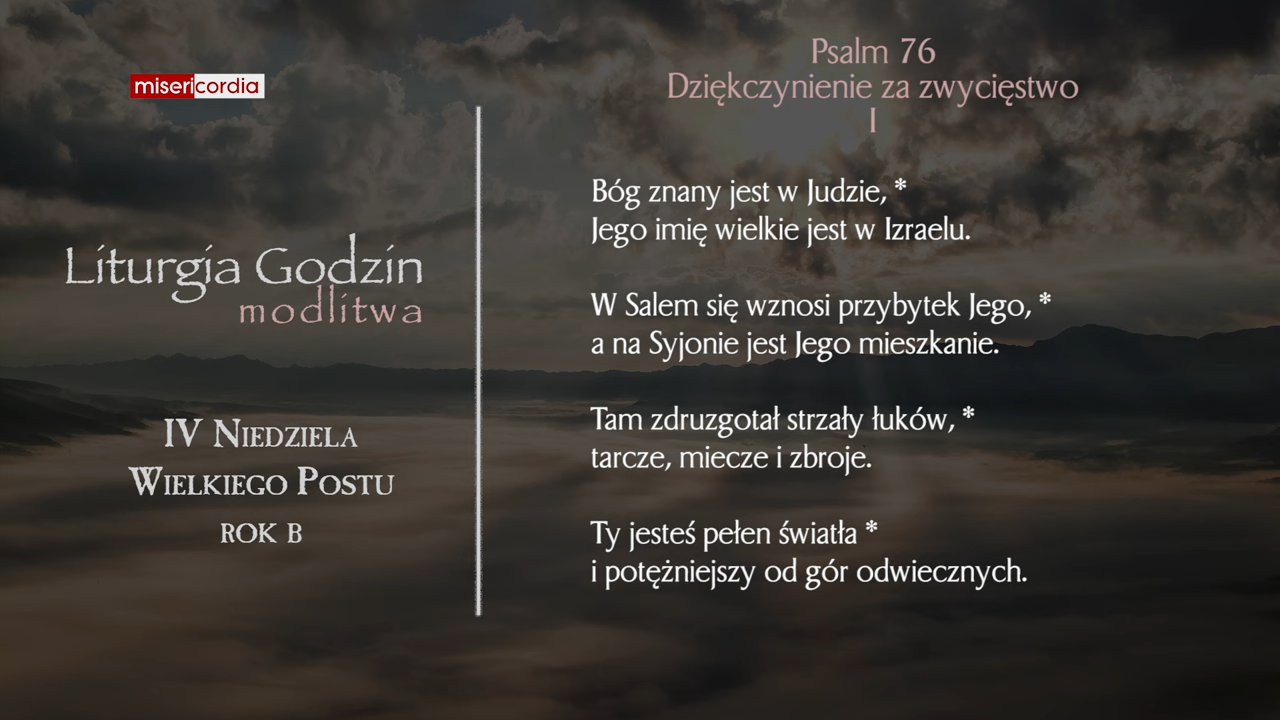 misericordia
Liturgia Godzin
modlitwa
IV Niedziela
Wielkiego Postu
rok B
Psalm 76
Dziękczynienie za zwycięstwo
I
Bóg znany jest w Judzie, *
Jego imię wielkie jest w Izraelu.
W Salem się wznosi przybytek Jego, *
a na Syjonie jest Jego mieszkanie.
Tam zdruzgotał strzały łuków, *
tarcze, miecze i zbroje.
Ty jesteś pełen światła *
i potężniejszy od gór odwiecznych.